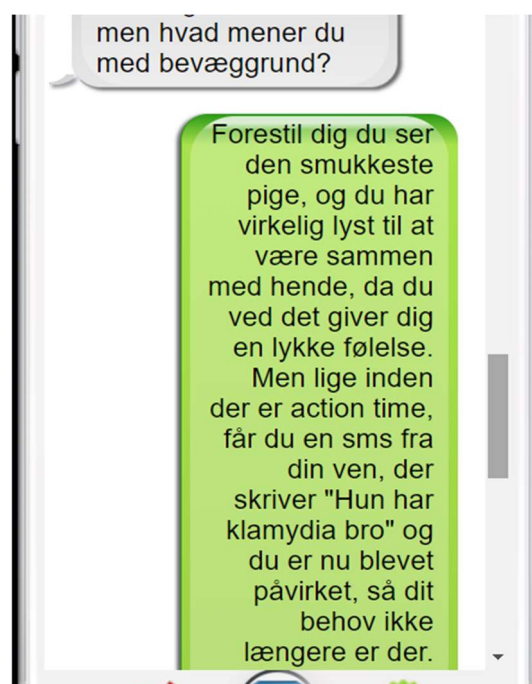 men hvad mener du
med bevæggrund?
Forestil dig du ser
den smukkeste
pige, og du har
virkelig lyst til at
være sammen
med hende, da du
ved det giver dig
en lykke følelse.
Men lige inden
der er action time,
får du en sms fra
din ven, der
skriver "Hun har
klamydia bro" og
du er nu blevet
påvirket, så dit
behov ikke
længere er der.